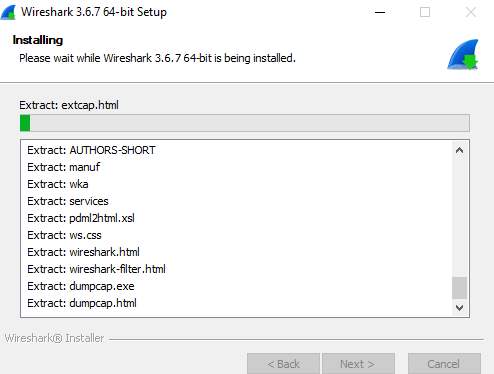 Wireshark 3.6.7 64-bit Setup
Installing
Please wait while Wireshark 3.6.7 64-bit is being installed.
Extract: extcap.html
Extract: AUTHORS-SHORT
Extract: manuf
Extract: wka
Extract: services
Extract: pdml2html.xsl
Extract: ws.css
Extract: wireshark.html
Extract: wireshark-filter.html
Extract: dumpcap.exe
Extract: dumpcap.html
Wireshark® Installer
< Back Next > Cancel